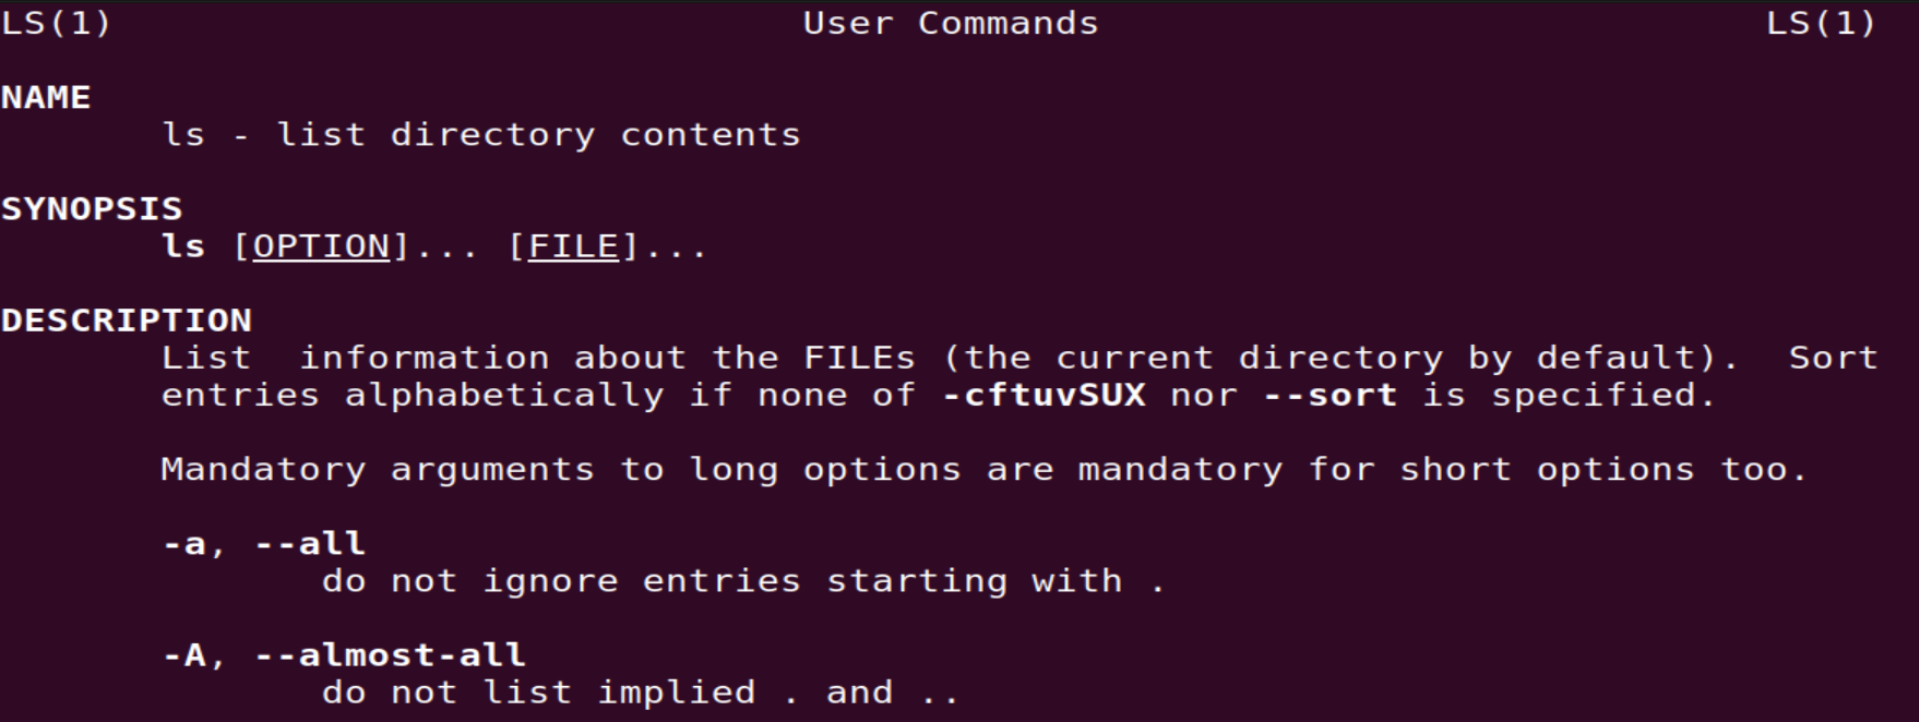 LS(1) User Commands LS(1)
NAME
ls - list directory contents
SYNOPSIS
ls [OPTION]... [FILE]...
DESCRIPTION
List  information about the FILEs (the current directory by default).  Sort
entries alphabetically if none of -cftuvSUX nor --sort is specified.
Mandatory arguments to long options are mandatory for short options too.
-a, --all
do not ignore entries starting with .
-A, --almost-all
do not list implied . and ..